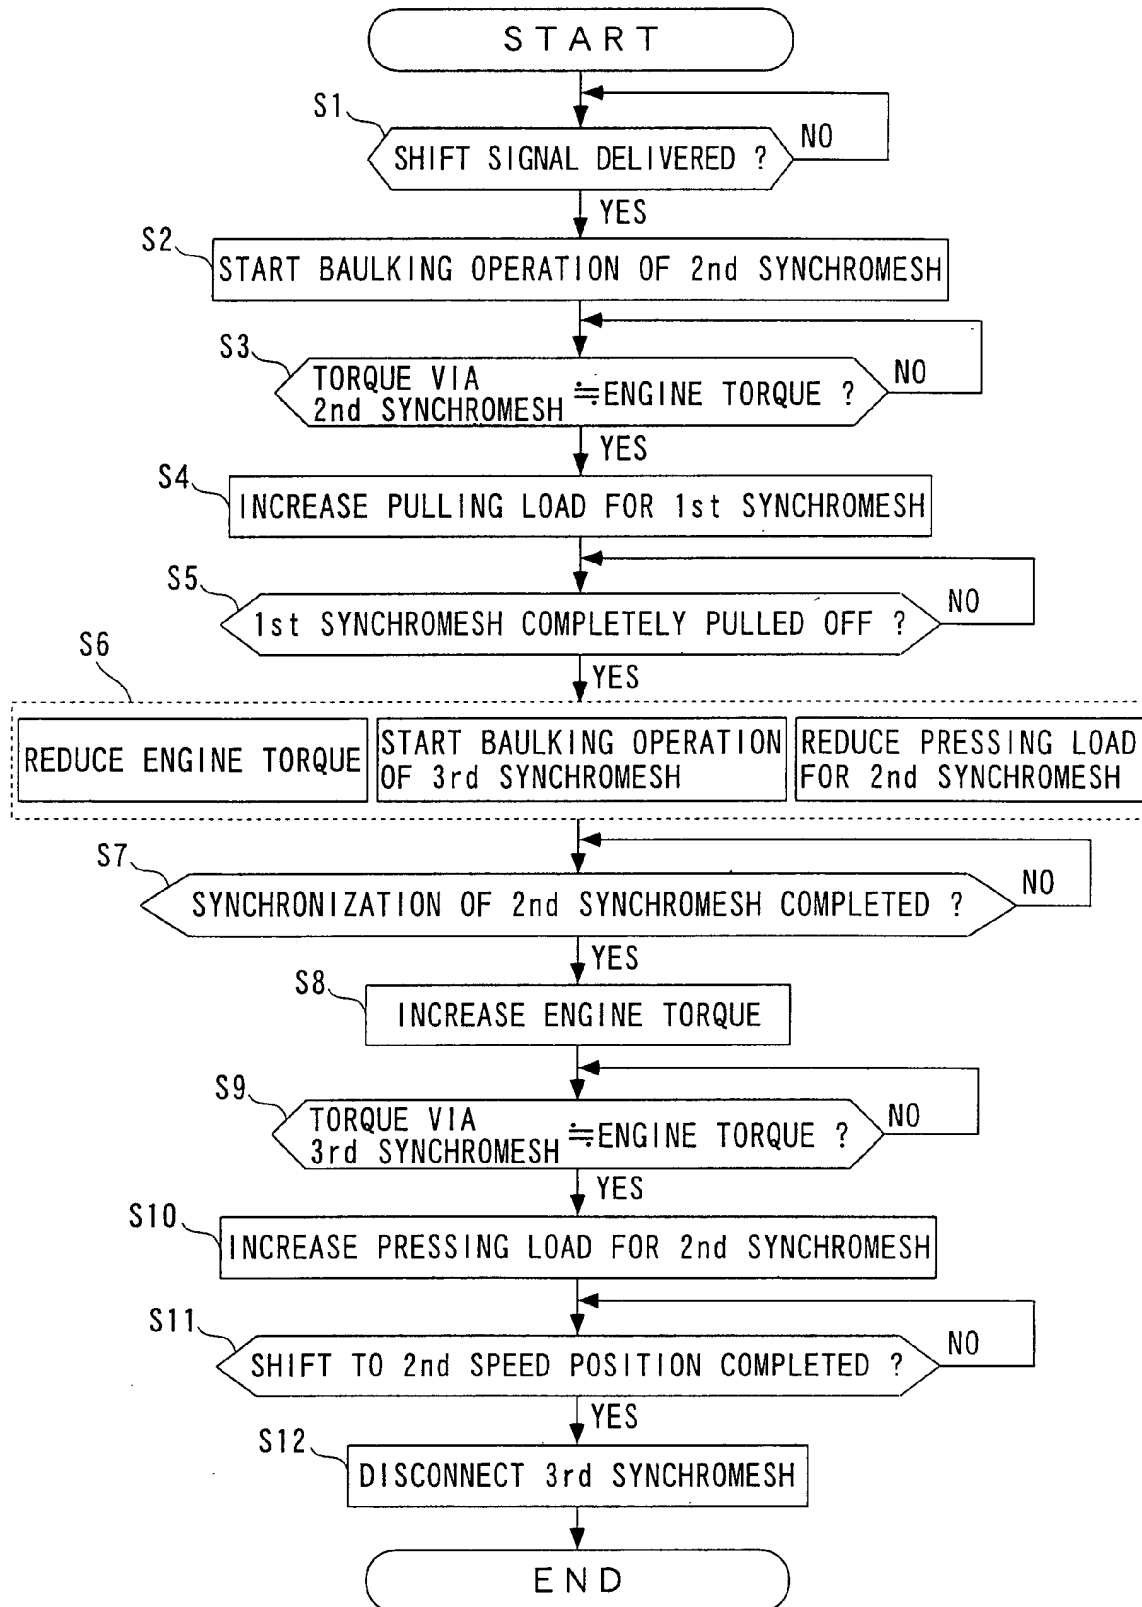 START
S1
SHIFT SIGNAL DELIVERED ?
NO
YES
S2
START BAULKING OPERATION OF 2nd SYNCHROMESH
S3
TORQUE VIA
2nd SYNCHROMESH ≒ENGINE TORQUE ?
NO
YES
S4
INCREASE PULLING LOAD FOR 1st SYNCHROMESH
S5
1st SYNCHROMESH COMPLETELY PULLED OFF ?
NO
YES
S6
REDUCE ENGINE TORQUE
START BAULKING OPERATION
OF 3rd SYNCHROMESH
REDUCE PRESSING LOAD
FOR 2nd SYNCHROMESH
S7
SYNCHRONIZATION OF 2nd SYNCHROMESH COMPLETED ?
NO
YES
S8
INCREASE ENGINE TORQUE
S9
TORQUE VIA
3rd SYNCHROMESH ≒ENGINE TORQUE ?
NO
YES
S10
INCREASE PRESSING LOAD FOR 2nd SYNCHROMESH
S11
SHIFT TO 2nd SPEED POSITION COMPLETED ?
NO
YES
S12
DISCONNECT 3rd SYNCHROMESH
END